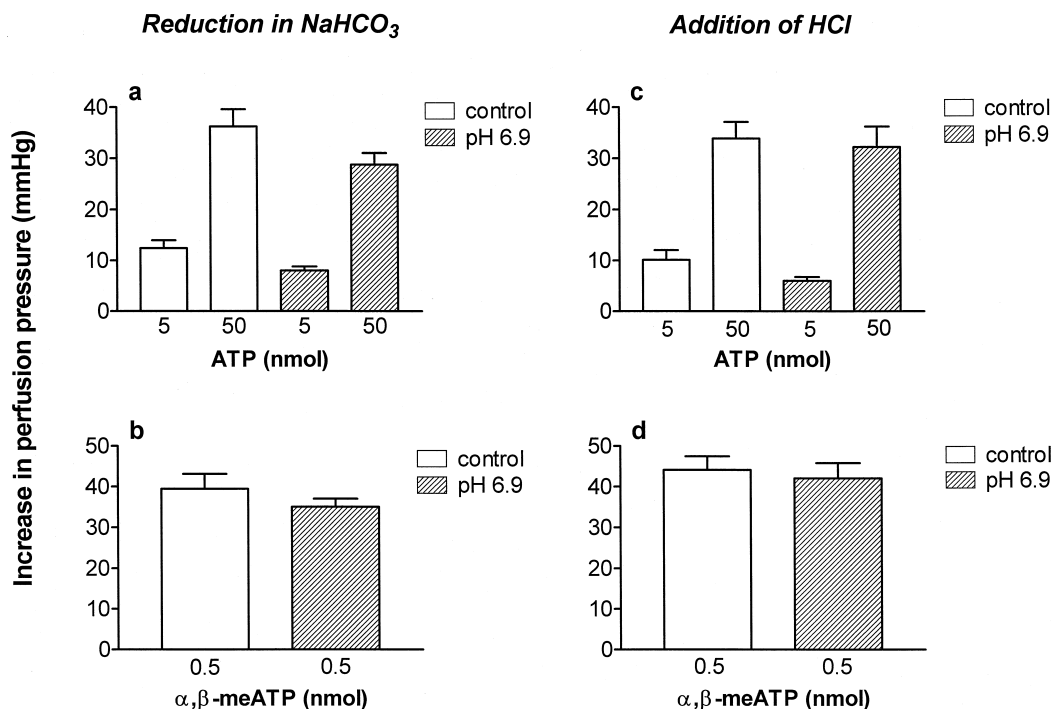 Reduction in NaHCO3
Addition of HCl
Increase in perfusion pressure (mmHg)
a
control
pH 6.9
40
30
20
10
0
5 50 5 50
ATP (nmol)
c
control
pH 6.9
40
30
20
10
0
5 50 5 50
ATP (nmol)
b
control
pH 6.9
50
40
30
20
10
0
0.5 0.5
α,β-meATP (nmol)
d
control
pH 6.9
50
40
30
20
10
0
0.5 0.5
α,β-meATP (nmol)